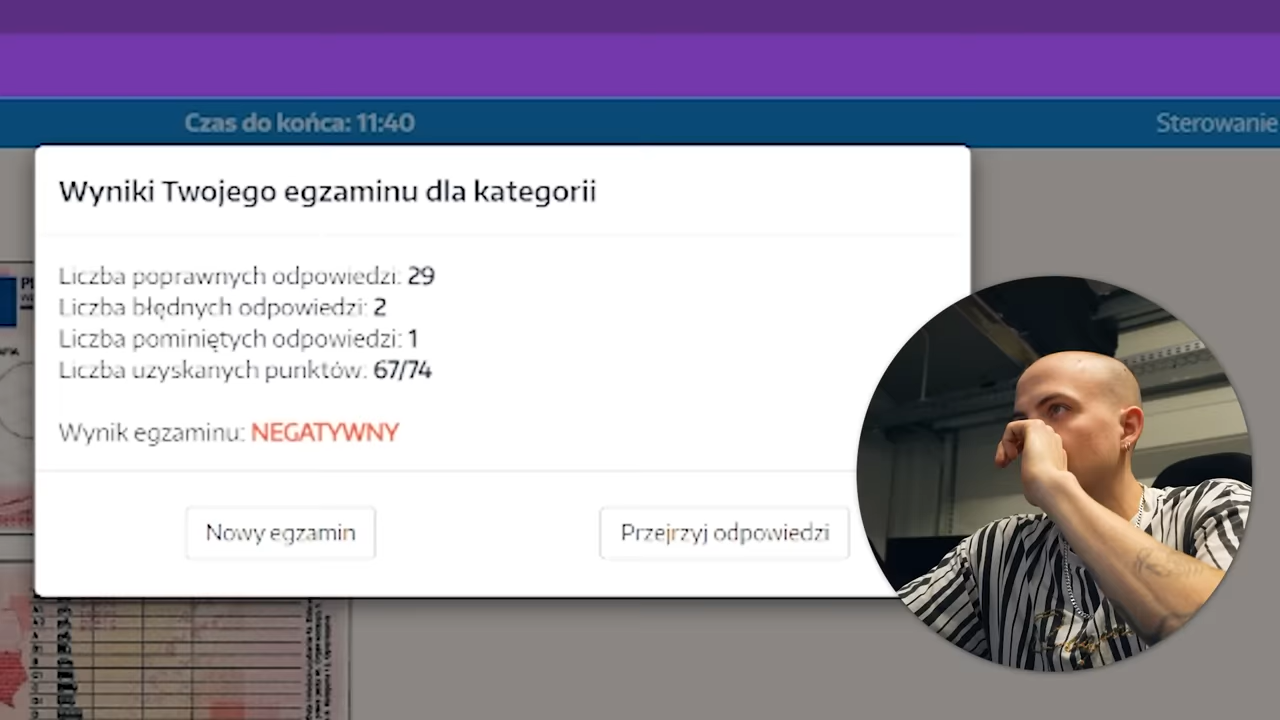 Czas do końca: 11:40
Sterowanie
Wyniki Twojego egzaminu dla kategorii
Liczba poprawnych odpowiedzi: 29
Liczba błędnych odpowiedzi: 2
Liczba pominiętych odpowiedzi: 1
Liczba uzyskanych punktów: 67/74
Wynik egzaminu: NEGATYWNY
Nowy egzamin
Przejrzyj odpowiedzi